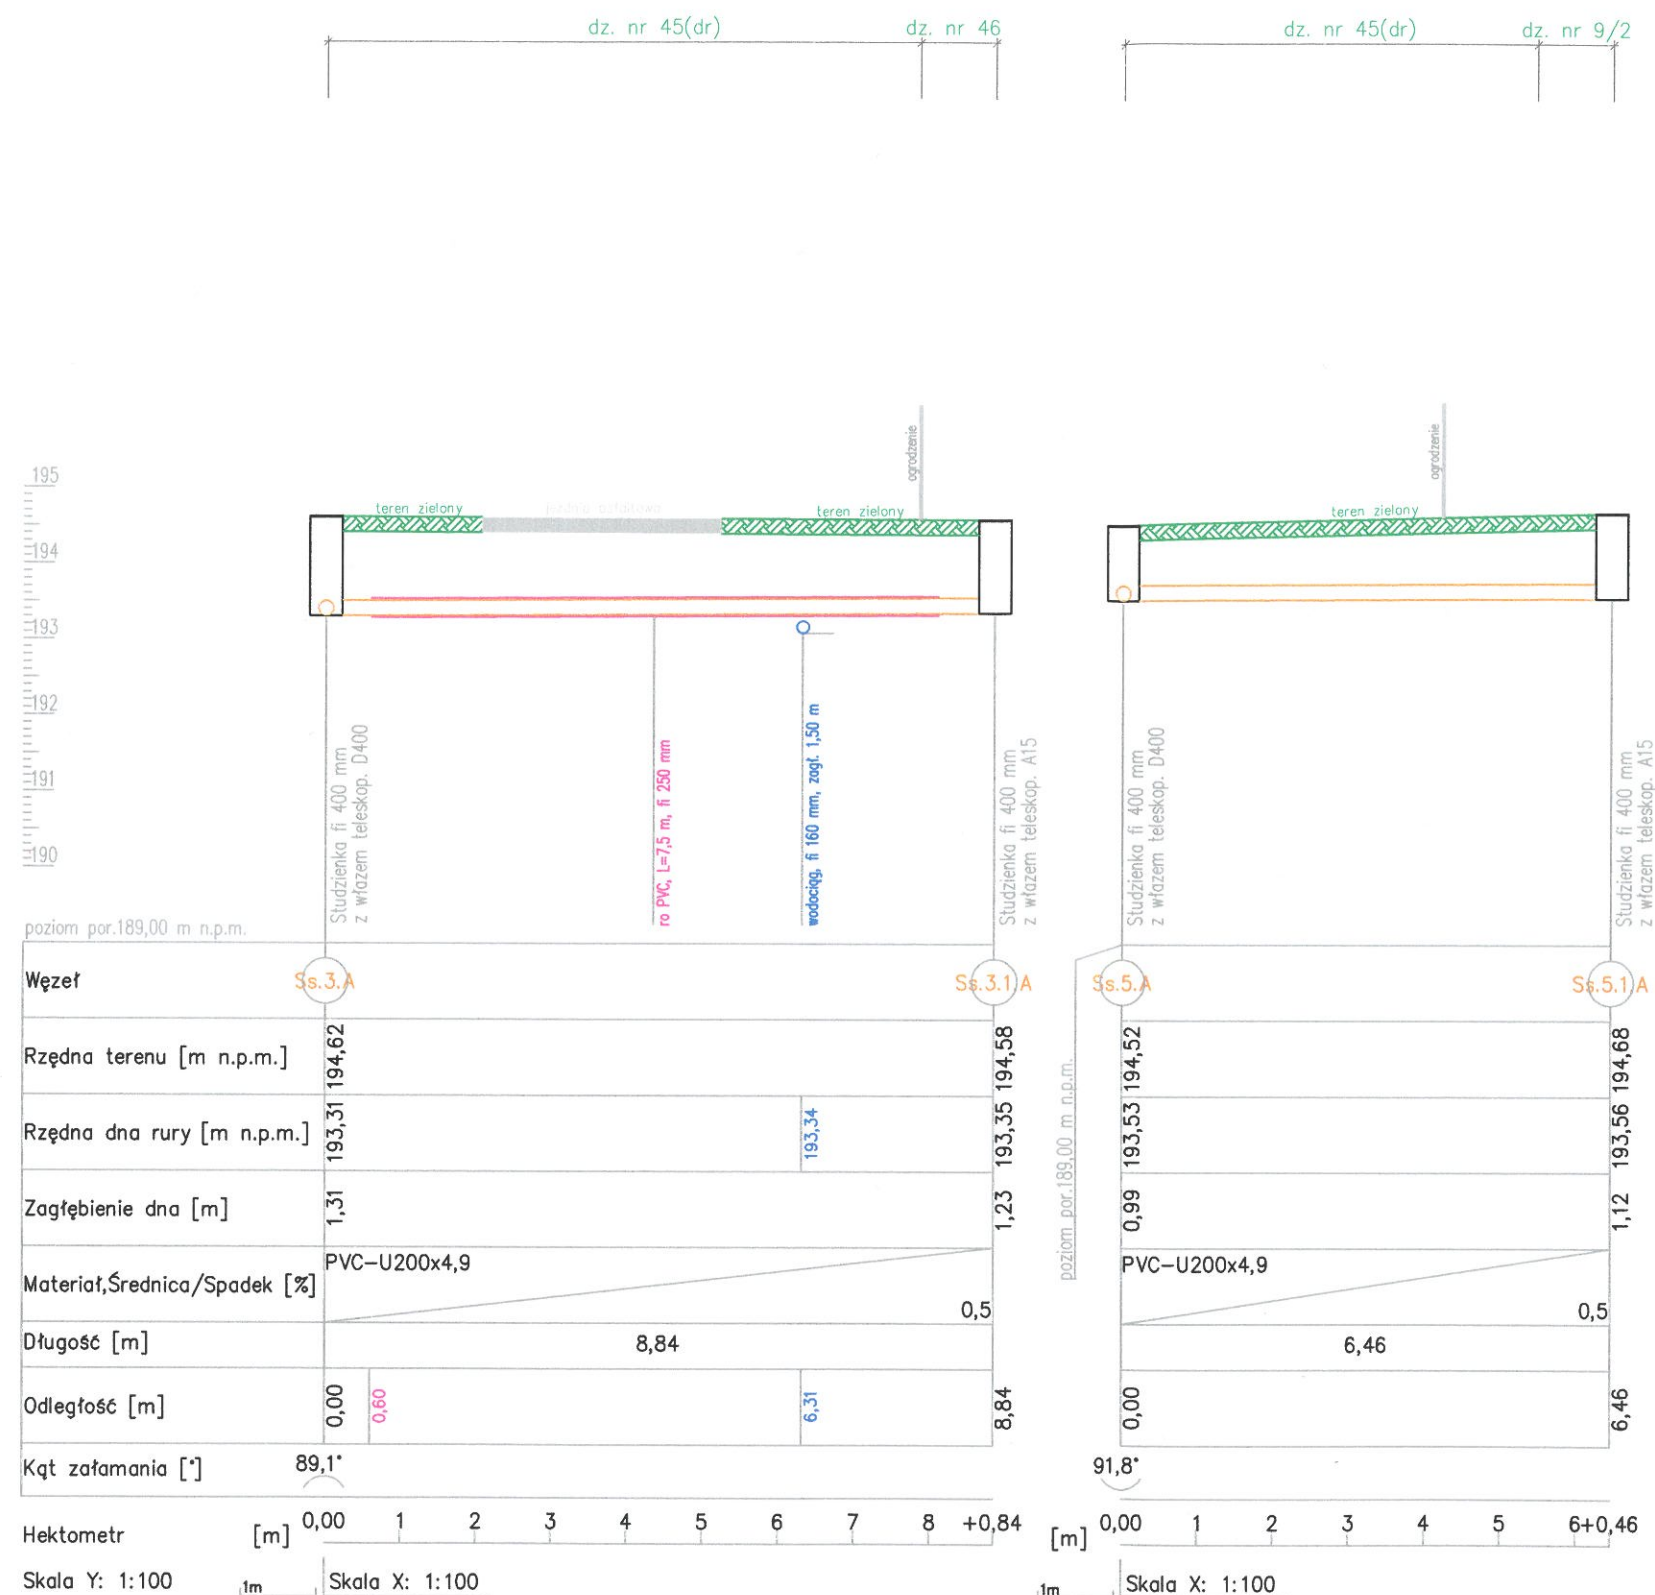 dz. nr 45(dr)
dz. nr 46
dz. nr 45(dr)
dz. nr 9/2
ogrodzenie
ogrodzenie
195
194
193
192
191
190
teren zielony
teren zielony
teren zielony
Studzienka fi 400 mm
z włazem teleskop. D400
ro PVC, L=7,5 m, fi 250 mm
wodociąg, fi 160 mm, zagł. 1,50 m
Studzienka fi 400 mm
z włazem teleskop. A15
Studzienka fi 400 mm
z włazem teleskop. D400
Studzienka fi 400 mm
z włazem teleskop. A15
poziom por.189,00 m n.p.m.
poziom por.189,00 m n.p.m.
Węzeł
Ss.3.A
Ss.3.1.A
Ss.5.A
Ss.5.1.A
Rzędna terenu [m n.p.m.]
194,62
194,58
194,52
194,68
Rzędna dna rury [m n.p.m.]
193,31
193,34
193,35
193,53
193,56
Zagłębienie dna [m]
1,31
1,23
0,99
1,12
Materiał,Średnica/Spadek [%]
PVC-U200x4,9
0,5
PVC-U200x4,9
0,5
Długość [m]
8,84
6,46
Odległość [m]
0,00
0,60
6,31
8,84
0,00
6,46
Kąt załamania [°]
89,1°
91,8°
Hektometr [m] 0,00 1 2 3 4 5 6 7 8 +0,84
[m] 0,00 1 2 3 4 5 6+0,46
Skala Y: 1:100
1m
Skala X: 1:100
1m
Skala X: 1:100